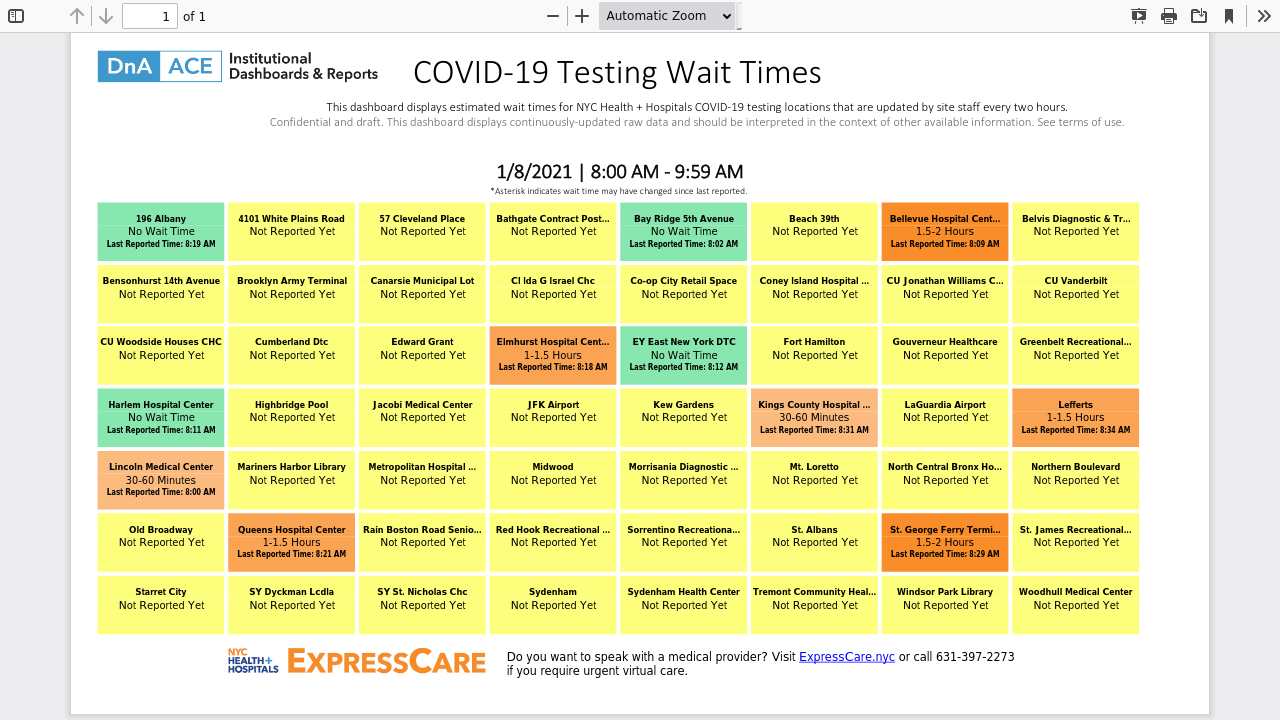 1 of 1 Automatic Zoom
DnA ACE Institutional
Dashboards & Reports
COVID-19 Testing Wait Times
This dashboard displays estimated wait times for NYC Health + Hospitals COVID-19 testing locations that are updated by site staff every two hours.
Confidential and draft. This dashboard displays continuously-updated raw data and should be interpreted in the context of other available information. See terms of use.
1/8/2021 | 8:00 AM - 9:59 AM
*Asterisk indicates wait time may have changed since last reported.
196 Albany
No Wait Time
Last Reported Time: 8:19 AM
4101 White Plains Road
Not Reported Yet
57 Cleveland Place
Not Reported Yet
Bathgate Contract Post...
Not Reported Yet
Bay Ridge 5th Avenue
No Wait Time
Last Reported Time: 8:02 AM
Beach 39th
Not Reported Yet
Bellevue Hospital Cent...
1.5-2 Hours
Last Reported Time: 8:09 AM
Belvis Diagnostic & Tr...
Not Reported Yet
Bensonhurst 14th Avenue
Not Reported Yet
Brooklyn Army Terminal
Not Reported Yet
Canarsie Municipal Lot
Not Reported Yet
CI Ida G Israel Chc
Not Reported Yet
Co-op City Retail Space
Not Reported Yet
Coney Island Hospital ...
Not Reported Yet
CU Jonathan Williams C...
Not Reported Yet
CU Vanderbilt
Not Reported Yet
CU Woodside Houses CHC
Not Reported Yet
Cumberland Dtc
Not Reported Yet
Edward Grant
Not Reported Yet
Elmhurst Hospital Cent...
1-1.5 Hours
Last Reported Time: 8:18 AM
EY East New York DTC
No Wait Time
Last Reported Time: 8:12 AM
Fort Hamilton
Not Reported Yet
Gouverneur Healthcare
Not Reported Yet
Greenbelt Recreational...
Not Reported Yet
Harlem Hospital Center
No Wait Time
Last Reported Time: 8:11 AM
Highbridge Pool
Not Reported Yet
Jacobi Medical Center
Not Reported Yet
JFK Airport
Not Reported Yet
Kew Gardens
Not Reported Yet
Kings County Hospital ...
30-60 Minutes
Last Reported Time: 8:31 AM
LaGuardia Airport
Not Reported Yet
Lefferts
1-1.5 Hours
Last Reported Time: 8:34 AM
Lincoln Medical Center
30-60 Minutes
Last Reported Time: 8:00 AM
Mariners Harbor Library
Not Reported Yet
Metropolitan Hospital ...
Not Reported Yet
Midwood
Not Reported Yet
Morrisania Diagnostic ...
Not Reported Yet
Mt. Loretto
Not Reported Yet
North Central Bronx Ho...
Not Reported Yet
Northern Boulevard
Not Reported Yet
Old Broadway
Not Reported Yet
Queens Hospital Center
1-1.5 Hours
Last Reported Time: 8:21 AM
Rain Boston Road Senio...
Not Reported Yet
Red Hook Recreational ...
Not Reported Yet
Sorrentino Recreationa...
Not Reported Yet
St. Albans
Not Reported Yet
St. George Ferry Termi...
1.5-2 Hours
Last Reported Time: 8:29 AM
St. James Recreational...
Not Reported Yet
Starret City
Not Reported Yet
SY Dyckman Lcdla
Not Reported Yet
SY St. Nicholas Chc
Not Reported Yet
Sydenham
Not Reported Yet
Sydenham Health Center
Not Reported Yet
Tremont Community Heal...
Not Reported Yet
Windsor Park Library
Not Reported Yet
Woodhull Medical Center
Not Reported Yet
NYC
HEALTH+
HOSPITALS
EXPRESSCARE
Do you want to speak with a medical provider? Visit ExpressCare.nyc or call 631-397-2273
if you require urgent virtual care.